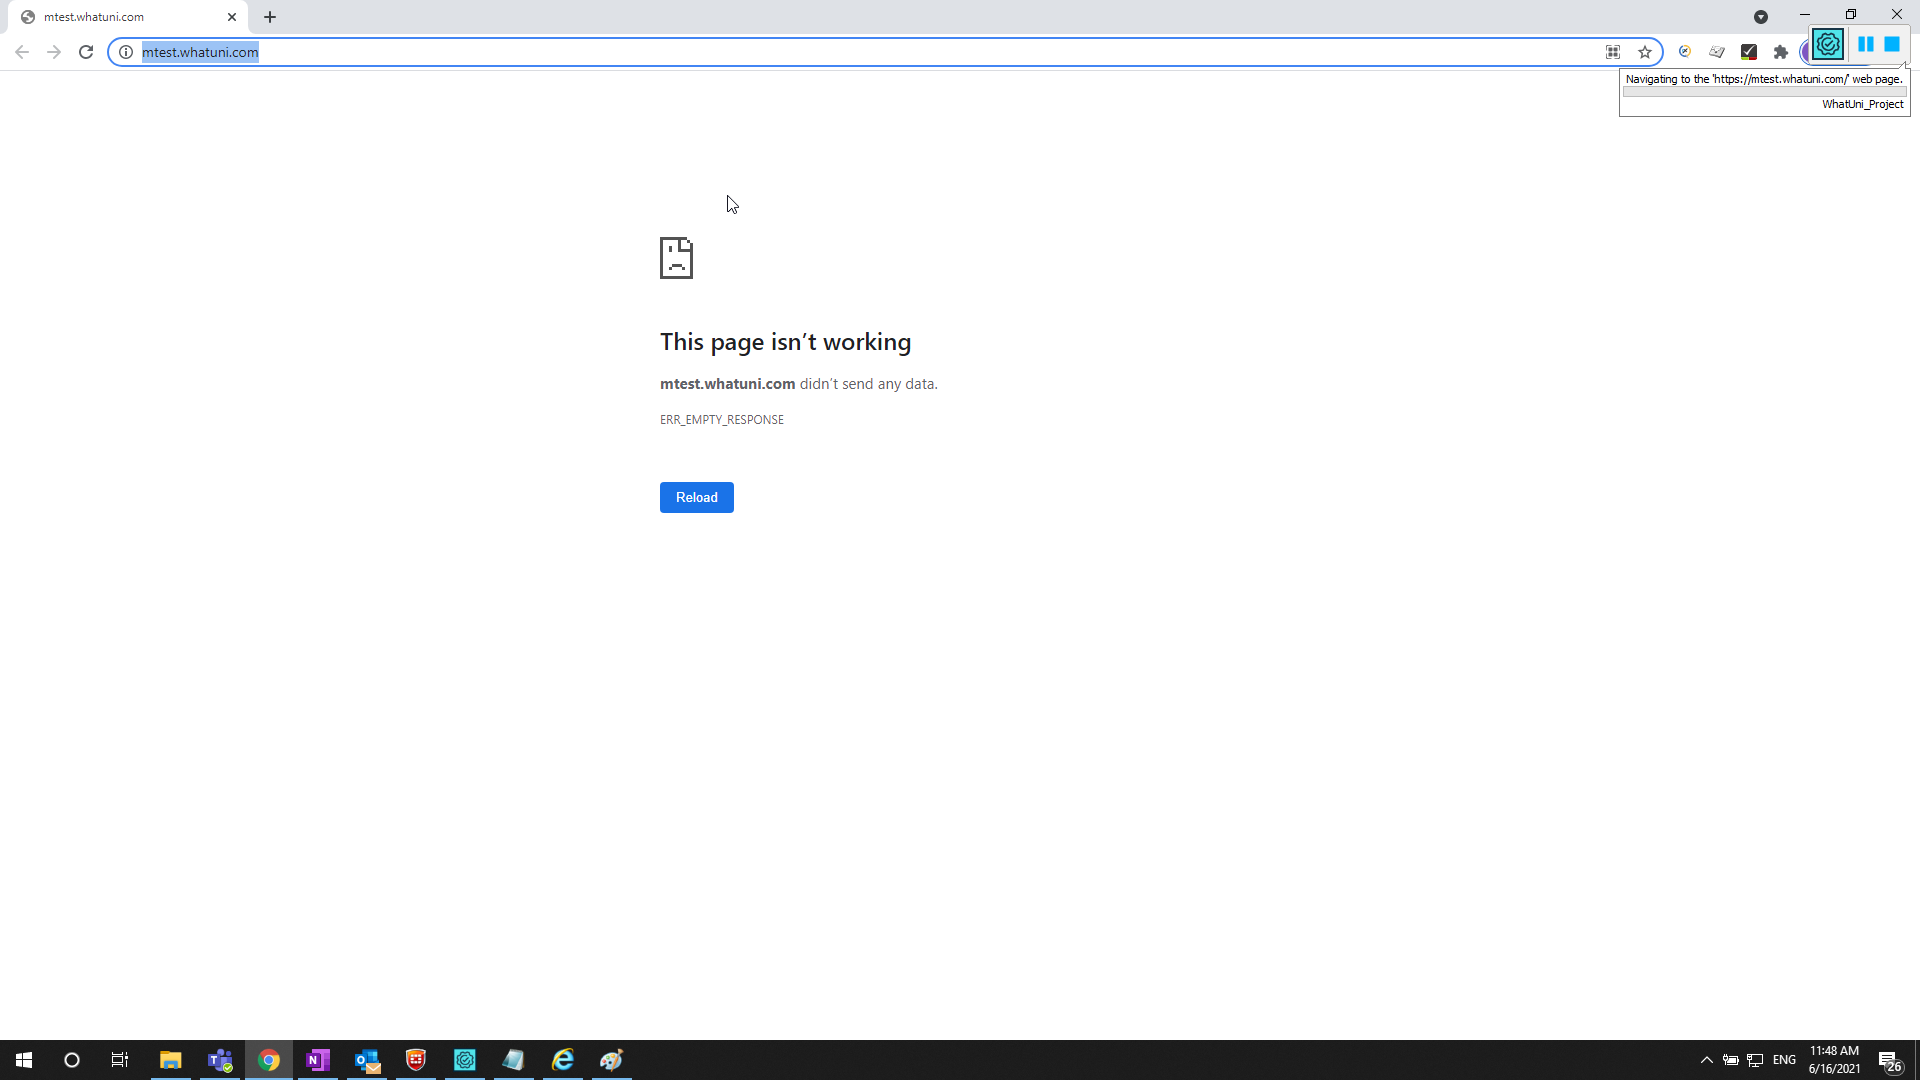 mtest.whatuni.com
mtest.whatuni.com
Navigating to the 'https://mtest.whatuni.com/' web page.
WhatUni_Project
This page isn’t working
mtest.whatuni.com didn’t send any data.
ERR_EMPTY_RESPONSE
Reload
ENG
11:48 AM
6/16/2021
26